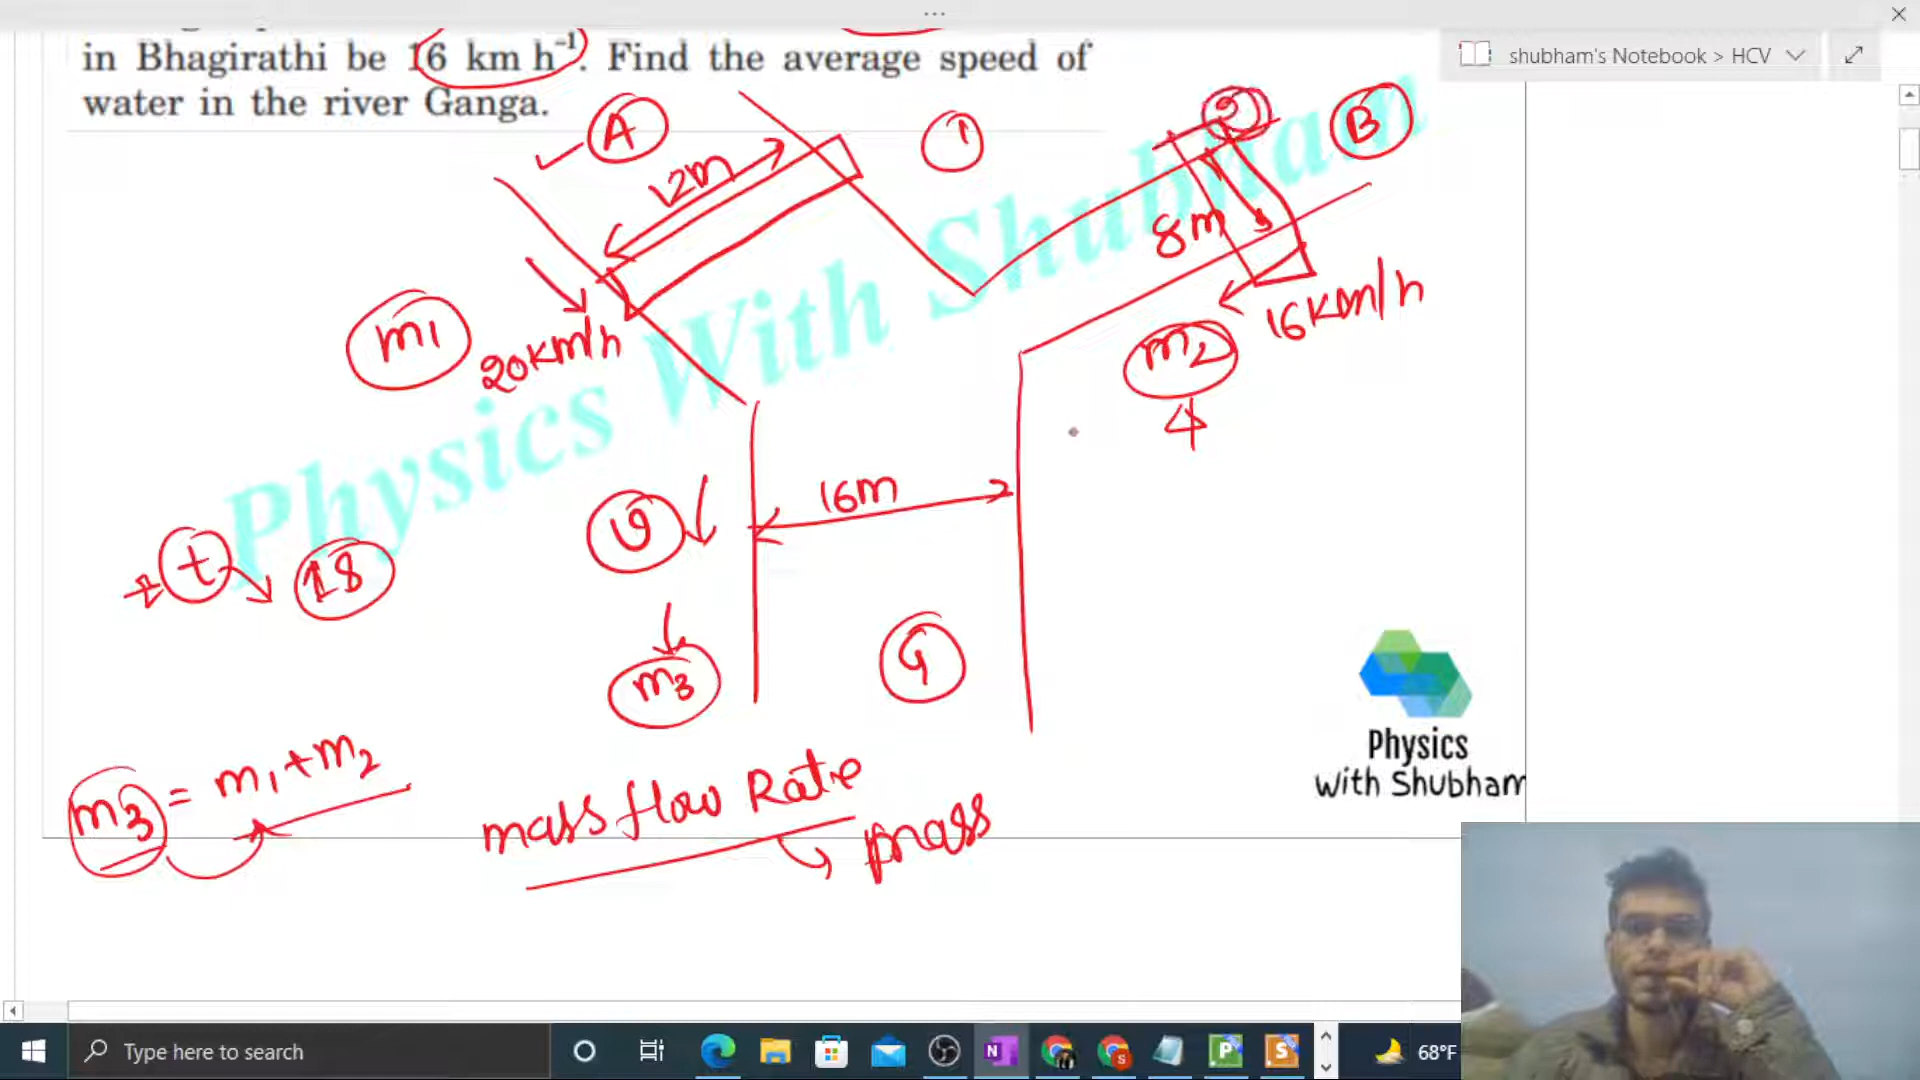 in Bhagirathi be 16 km h⁻¹. Find the average speed of
water in the river Ganga.
shubham's Notebook > HCV
A
1
B
12m
8m
m1
20km/h
16km/h
m2
4
16m
t
18
m3
G
m3 = m1+m2
mass flow Rate
mass
Physics With Shubham
Physics
With Shubham
Type here to search
68°F